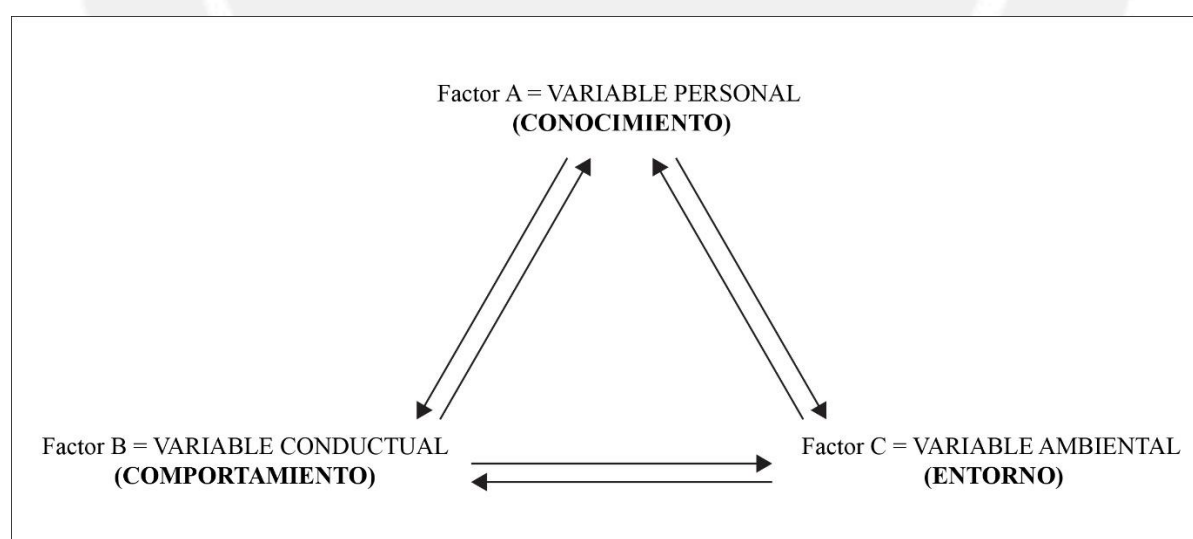 Factor A = VARIABLE PERSONAL
(CONOCIMIENTO)
Factor B = VARIABLE CONDUCTUAL
(COMPORTAMIENTO)
Factor C = VARIABLE AMBIENTAL
(ENTORNO)